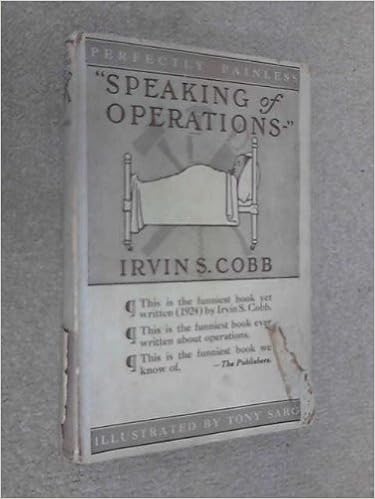 PERFECTLY PAINLESS
"SPEAKING of
OPERATIONS-"
IRVIN S. COBB
¶ This is the funniest book yet
written (1924) by Irvin S. Cobb.
¶ This is the funniest book ever
written about operations.
¶ This is the funniest book we
know of. —The Publishers.
ILLUSTRATED BY TONY SARG